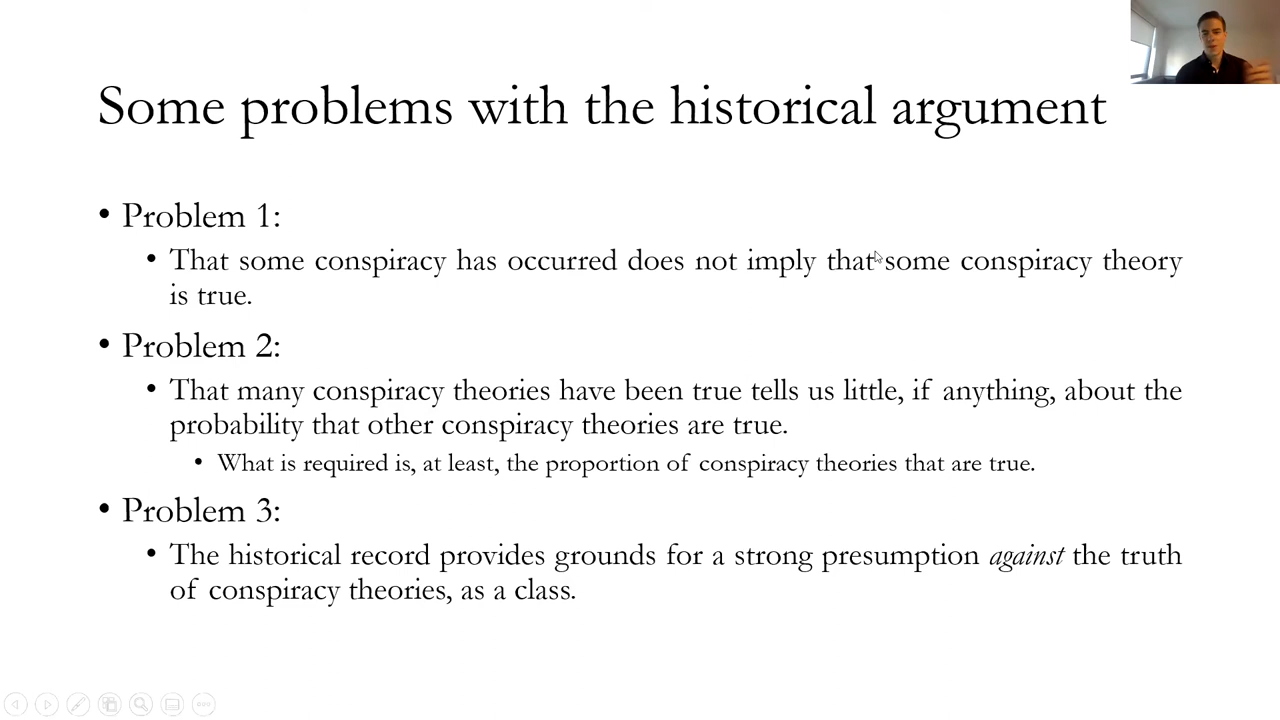 Some problems with the historical argument
• Problem 1:
• That some conspiracy has occurred does not imply that some conspiracy theory
is true.
• Problem 2:
• That many conspiracy theories have been true tells us little, if anything, about the
probability that other conspiracy theories are true.
• What is required is, at least, the proportion of conspiracy theories that are true.
• Problem 3:
• The historical record provides grounds for a strong presumption against the truth
of conspiracy theories, as a class.